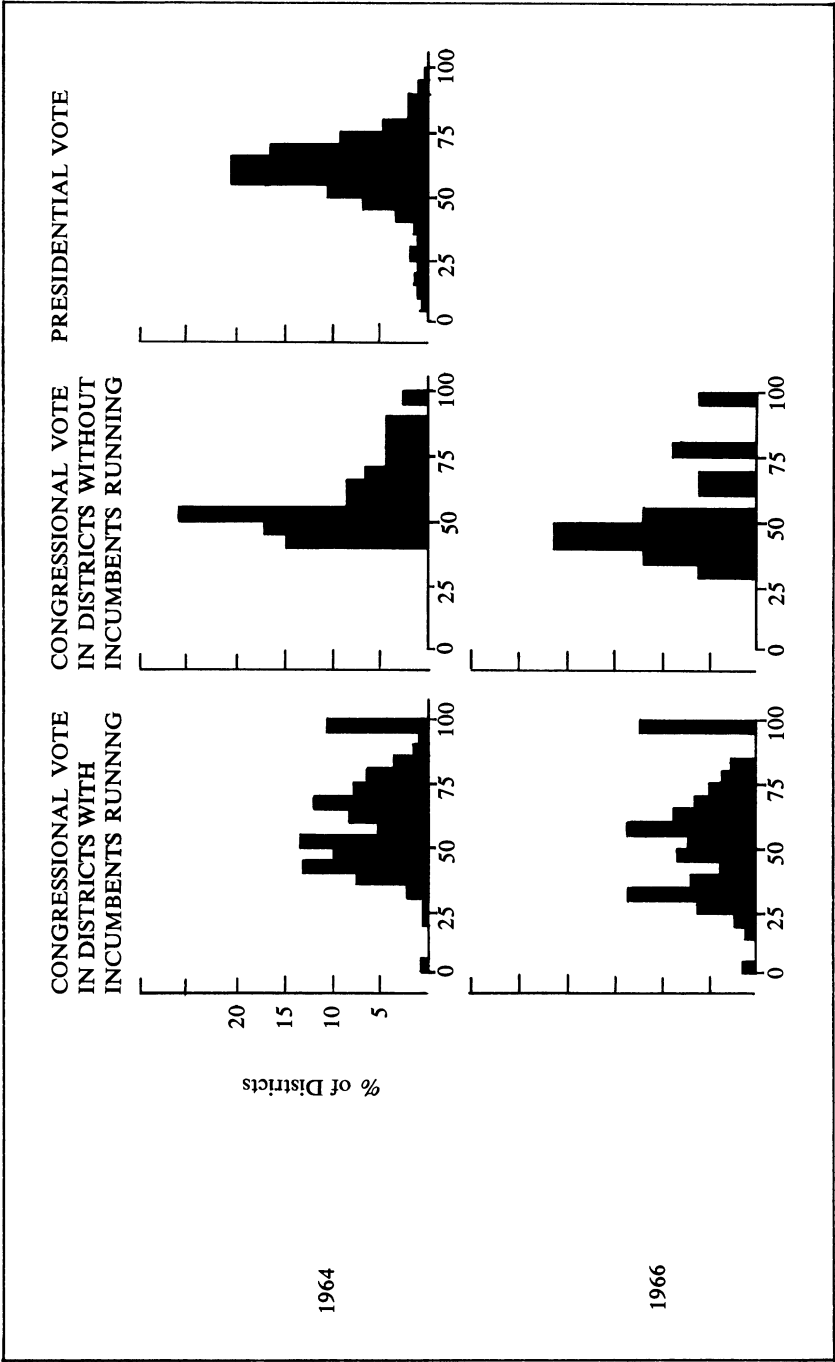 CONGRESSIONAL VOTE
IN DISTRICTS WITH
INCUMBENTS RUNNNG
CONGRESSIONAL VOTE
IN DISTRICTS WITHOUT
INCUMBENTS RUNNING
PRESIDENTIAL VOTE
1964
% of Districts
20
15
10
5
0 25 50 75 100
0 25 50 75 100
0 25 50 75 100
1966
0 25 50 75 100
0 25 50 75 100